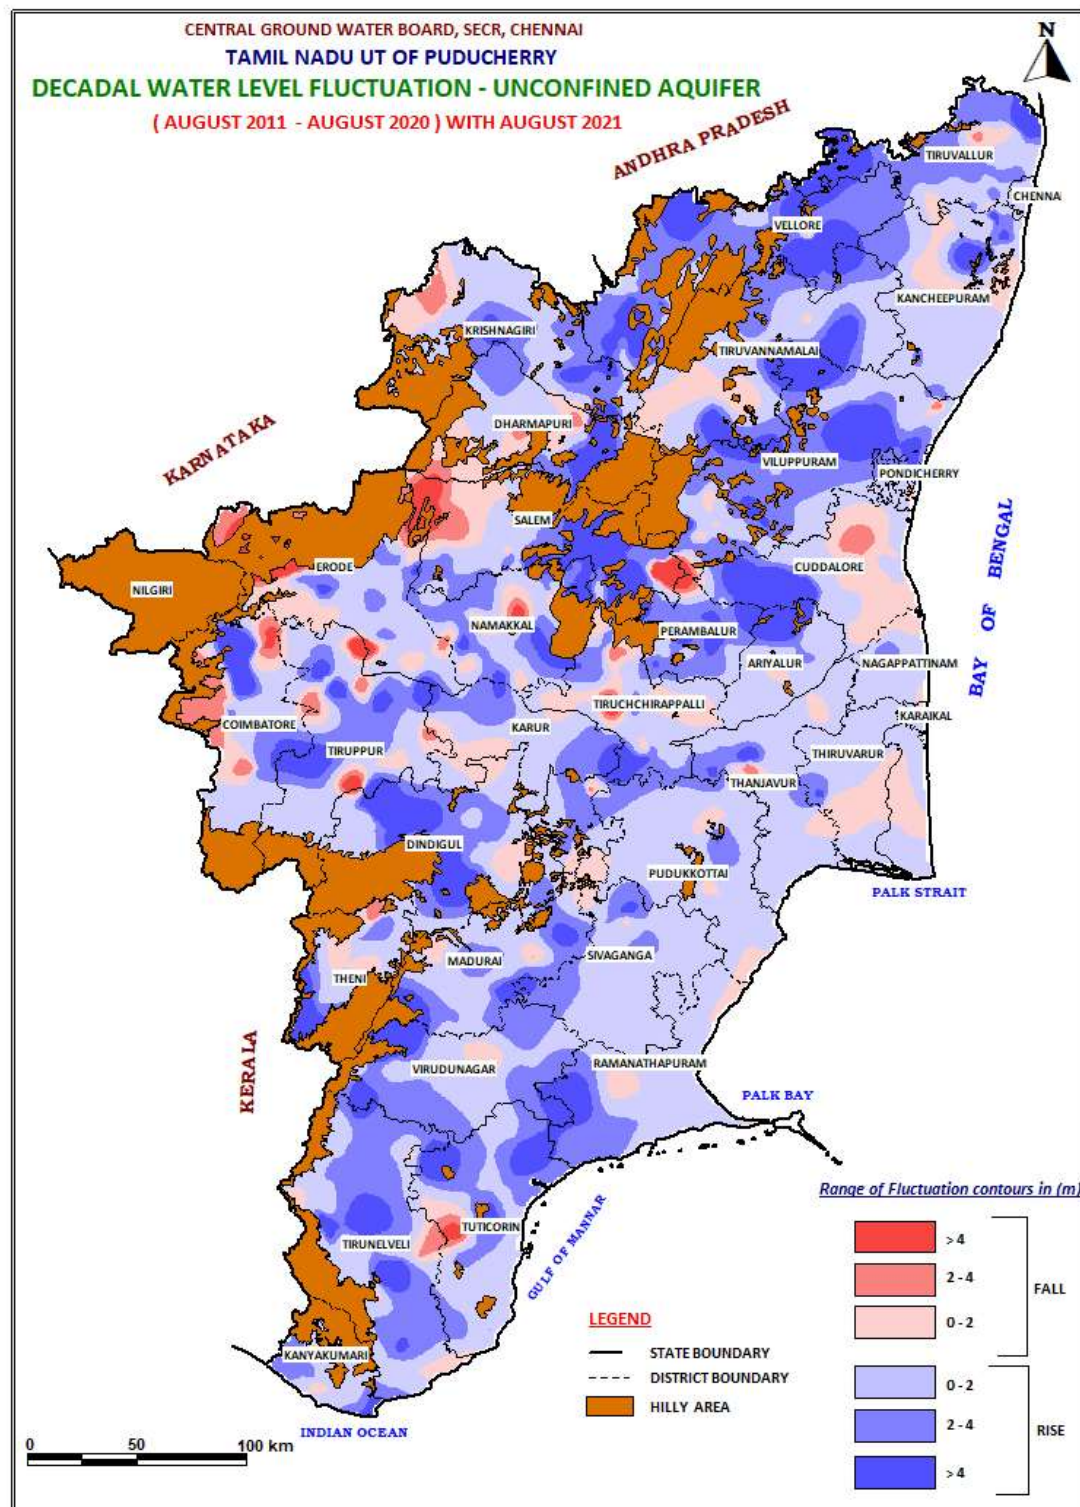 CENTRAL GROUND WATER BOARD, SECR, CHENNAI
TAMIL NADU UT OF PUDUCHERRY
DECADAL WATER LEVEL FLUCTUATION - UNCONFINED AQUIFER
( AUGUST 2011 - AUGUST 2020 ) WITH AUGUST 2021
N
ANDHRA PRADESH
TIRUVALLUR
CHENNA
VELLORE
KANCHEEPURAM
KRISHNAGIRI
TIRUVANNAMALAI
KARNATAKA
DHARMAPURI
VILUPPURAM
PONDICHERRY
SALEM
BAY OF BENGAL
ERODE
CUDDALORE
NILGIRI
NAMAKKAL
PERAMBALUR
ARIYALUR
NAGAPPATTINAM
TIRUCHCHIRAPPALLI
KARAIKAL
COIMBATORE
KARUR
TIRUPPUR
THIRUVARUR
THANJAVUR
DINDIGUL
PUDUKKOTTAI
PALK STRAIT
MADURAI
SIVAGANGA
THENI
KERALA
VIRUDUNAGAR
RAMANATHAPURAM
PALK BAY
TUTICORIN
TIRUNELVELI
GULF OF MANNAR
KANYAKUMARI
INDIAN OCEAN
0 50 100 km
LEGEND
STATE BOUNDARY
DISTRICT BOUNDARY
HILLY AREA
Range of Fluctuation contours in (m)
>4
2 - 4
0 - 2
FALL
0 - 2
2 - 4
>4
RISE